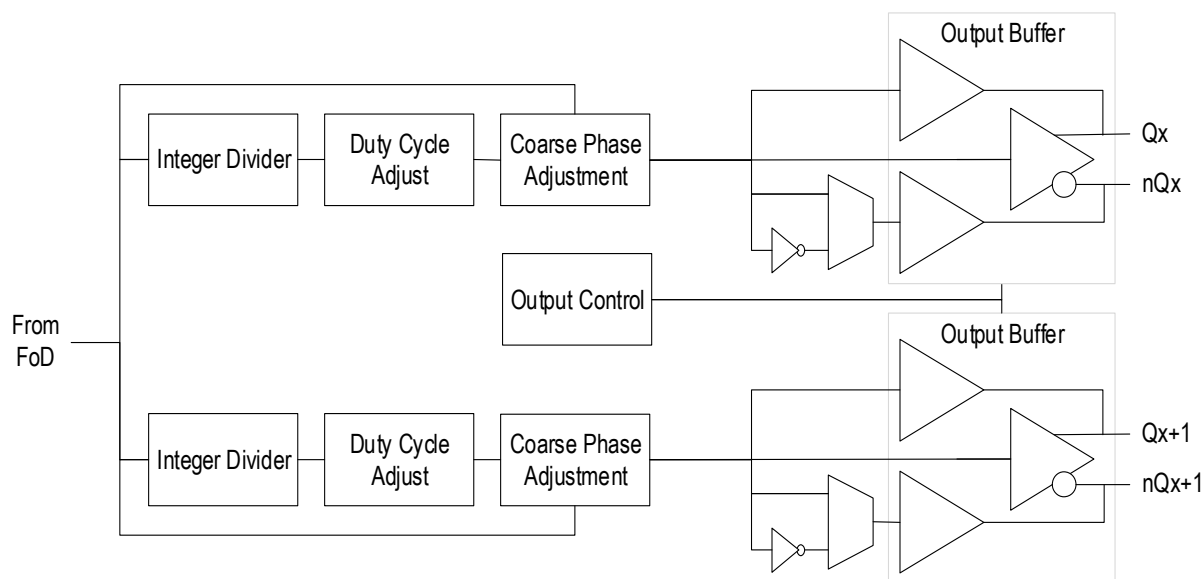 Output Buffer
Integer Divider
Duty Cycle
Adjust
Coarse Phase
Adjustment
Qx
nQx
Output Control
From
FoD
Output Buffer
Integer Divider
Duty Cycle
Adjust
Coarse Phase
Adjustment
Qx+1
nQx+1